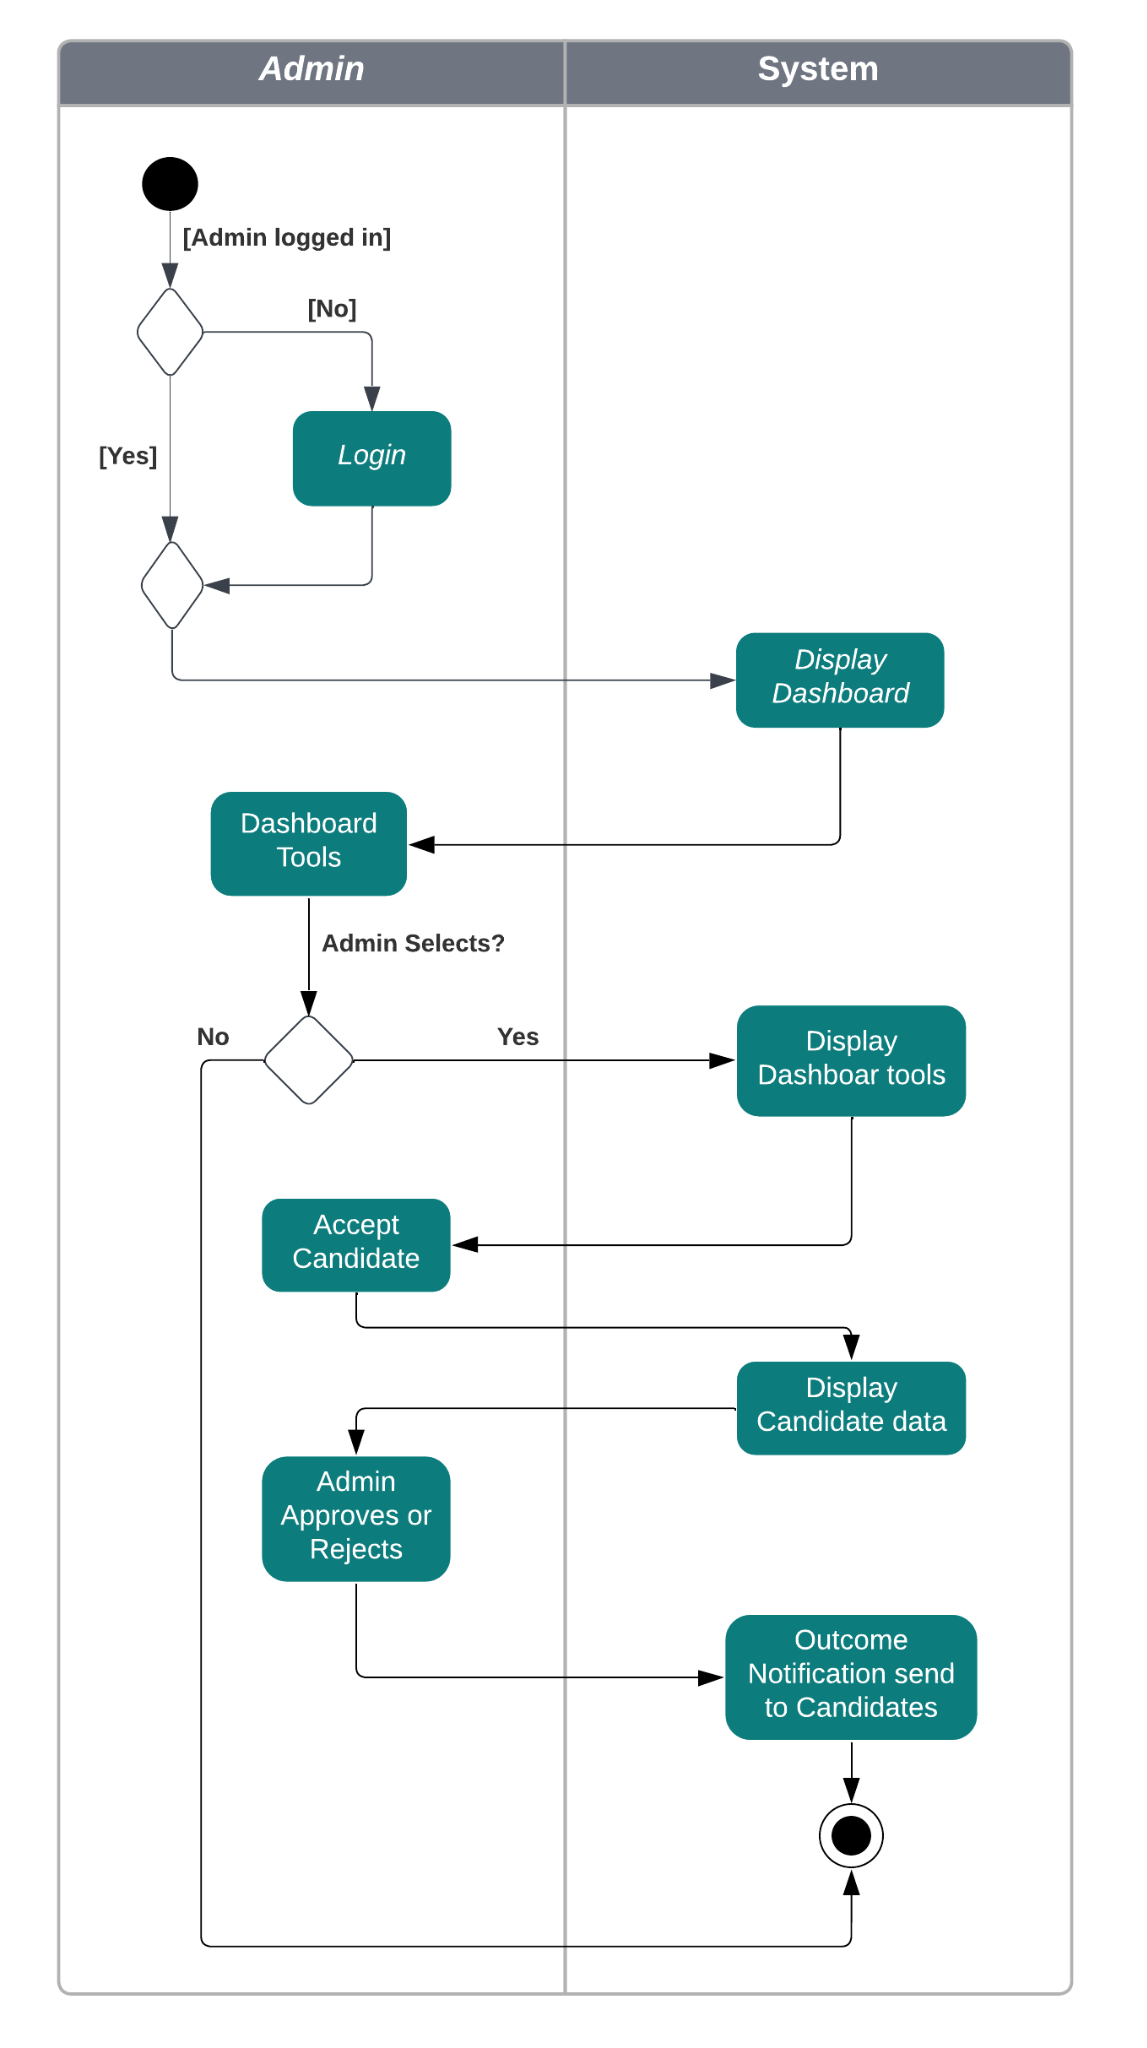 Admin
System
[Admin logged in]
[No]
[Yes]
Login
Display
Dashboard
Dashboard
Tools
Admin Selects?
No
Yes
Display
Dashboar tools
Accept
Candidate
Display
Candidate data
Admin
Approves or
Rejects
Outcome
Notification send
to Candidates